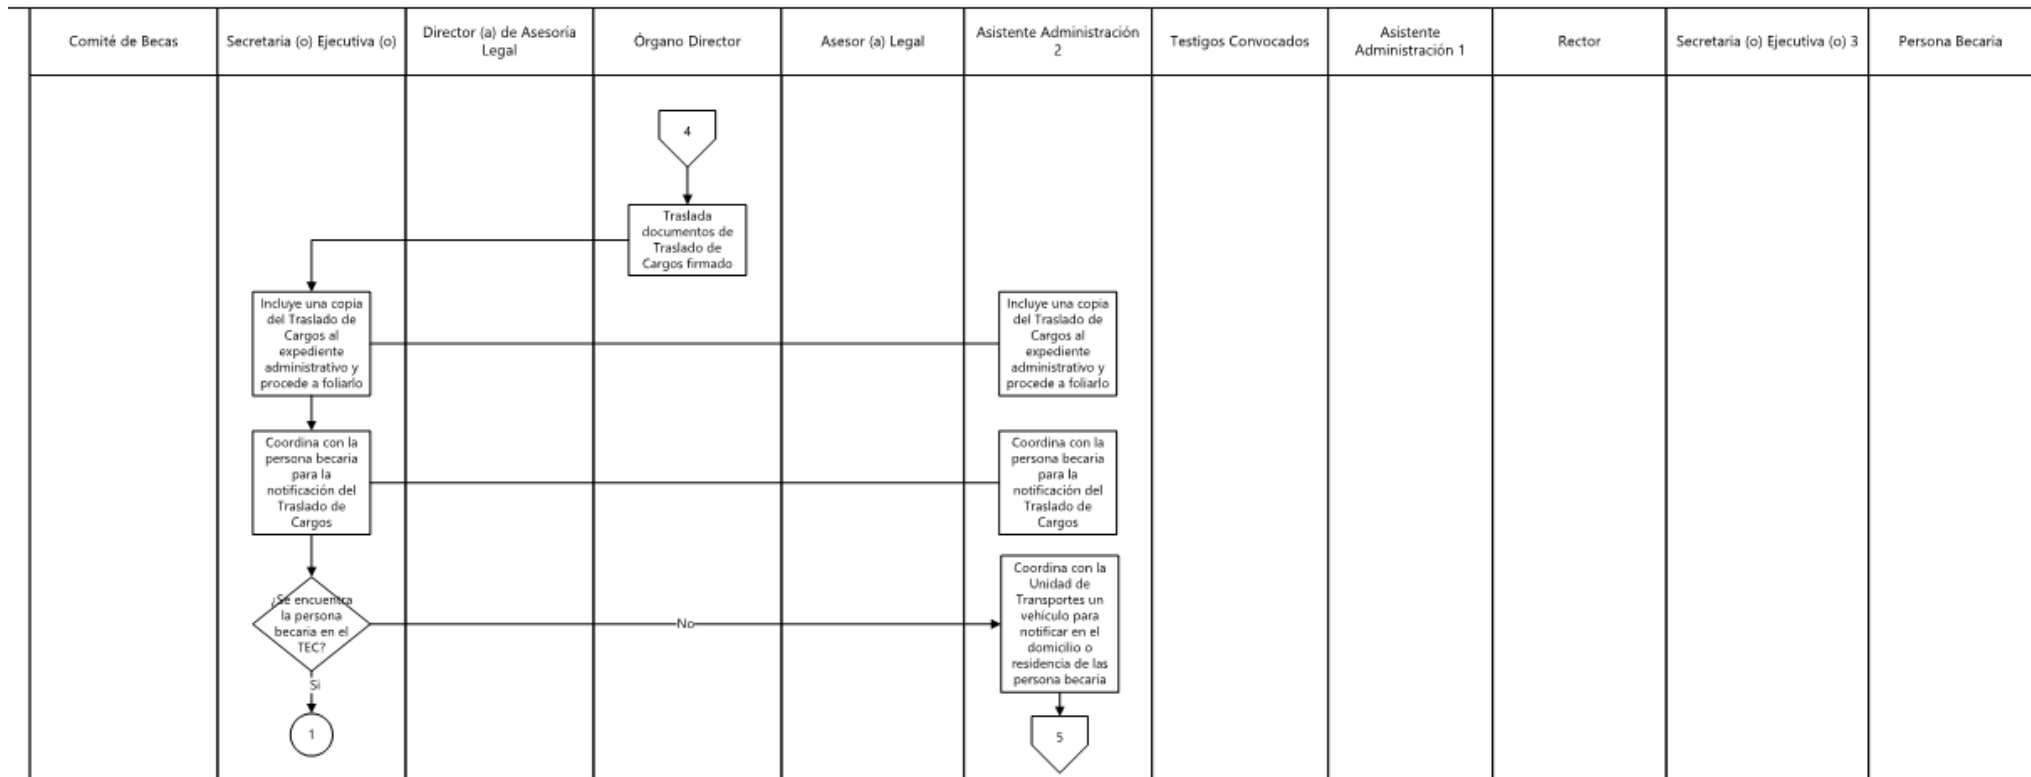 Comité de Becas
Secretaria (o) Ejecutiva (o)
Director (a) de Asesoría
Legal
Órgano Director
Asesor (a) Legal
Asistente Administración
2
Testigos Convocados
Asistente
Administración 1
Rector
Secretaria (o) Ejecutiva (o) 3
Persona Becaria
4
Traslada
documentos de
Traslado de
Cargos firmado
Incluye una copia
del Traslado de
Cargos al
expediente
administrativo y
procede a foliarlo
Incluye una copia
del Traslado de
Cargos al
expediente
administrativo y
procede a foliarlo
Coordina con la
persona becaria
para la
notificación del
Traslado de
Cargos
Coordina con la
persona becaria
para la
notificación del
Traslado de
Cargos
¿Se encuentra
la persona
becaria en el
TEC?
No
Coordina con la
Unidad de
Transportes un
vehículo para
notificar en el
domicilio o
residencia de las
persona becaria
Si
1
5